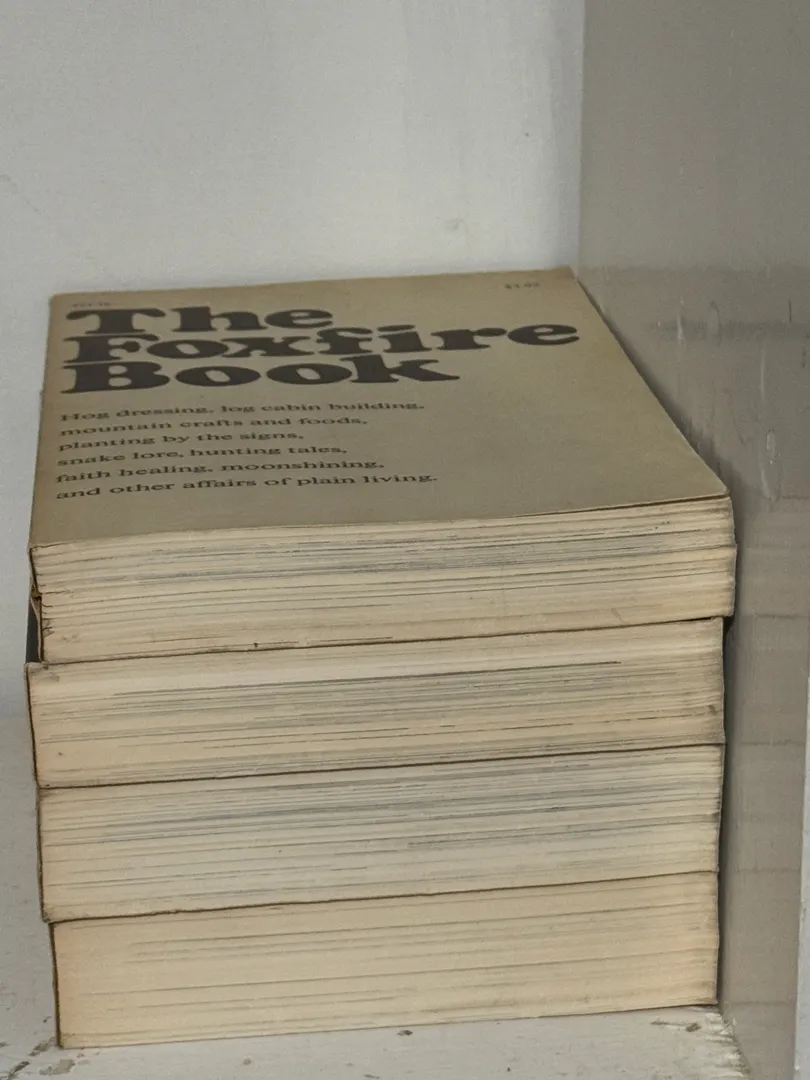 The
Foxfire
Book
Hog dressing, log cabin building,
mountain crafts and foods,
planting by the signs,
snake lore, hunting tales,
faith healing, moonshining,
and other affairs of plain living.